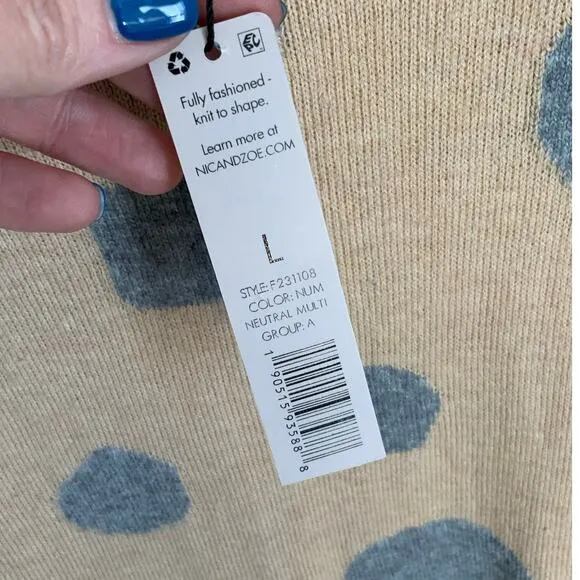 Fully fashioned -
knit to shape.
Learn more at
NICANDZOE.COM
L
STYLE: F231108
COLOR: NUM
NEUTRAL MULTI
GROUP: A
1 90515 93588 8